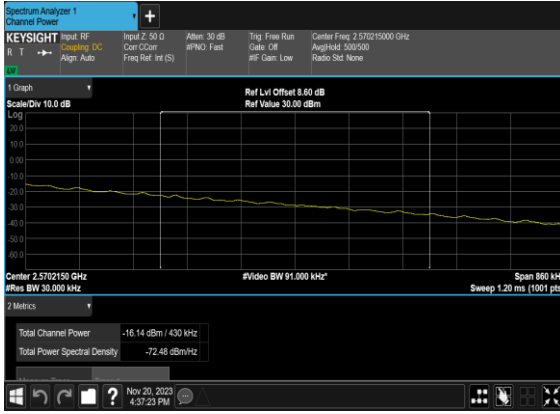 Spectrum Analyzer 1
Channel Power
KEYSIGHT
R T
Input: RF
Coupling: DC
Align: Auto
Input Z: 50 Ω
Corr CCorr
Freq Ref: Int (S)
Atten: 30 dB
#PNO: Fast
Trig: Free Run
Gate: Off
#IF Gain: Low
Center Freq: 2.570215000 GHz
Avg|Hold: 500/500
Radio Std: None
1 Graph
Scale/Div 10.0 dB
Ref Lvl Offset 8.60 dB
Ref Value 30.00 dBm
Log
20.0
10.0
0.00
-10.0
-20.0
-30.0
-40.0
-50.0
-60.0
Center 2.5702150 GHz
#Res BW 30.000 kHz
#Video BW 91.000 kHz*
Span 860 kH
Sweep 1.20 ms (1001 pts
2 Metrics
Total Channel Power -16.14 dBm / 430 kHz
Total Power Spectral Density -72.48 dBm/Hz
Nov 20, 2023
4:37:23 PM